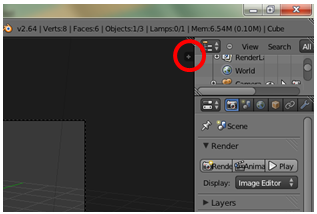 v2.64 | Verts:8 | Faces:6 | Objects:1/3 | Lamps:0/1 | Mem:6.54M (0.10M) | Cube
View Search All
RenderL
World
Camera
Scene
Render
Rende Anima Play
Display: Image Editor
Layers